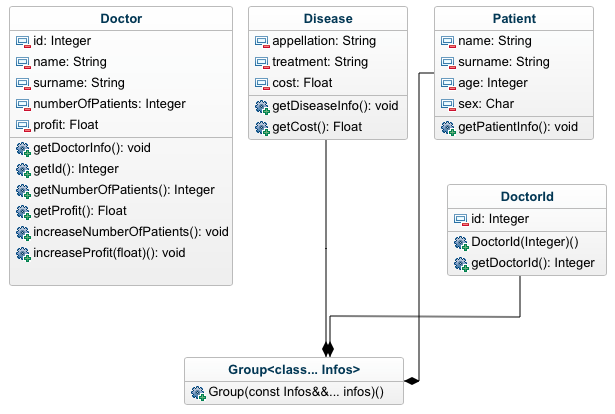 Doctor
id: Integer
name: String
surname: String
numberOfPatients: Integer
profit: Float
getDoctorInfo(): void
getId(): Integer
getNumberOfPatients(): Integer
getProfit(): Float
increaseNumberOfPatients(): void
increaseProfit(float)(): void
Disease
appellation: String
treatment: String
cost: Float
getDiseaseInfo(): void
getCost(): Float
Patient
name: String
surname: String
age: Integer
sex: Char
getPatientInfo(): void
DoctorId
id: Integer
DoctorId(Integer)()
getDoctorId(): Integer
Group<class... Infos>
Group(const Infos&&... infos)()